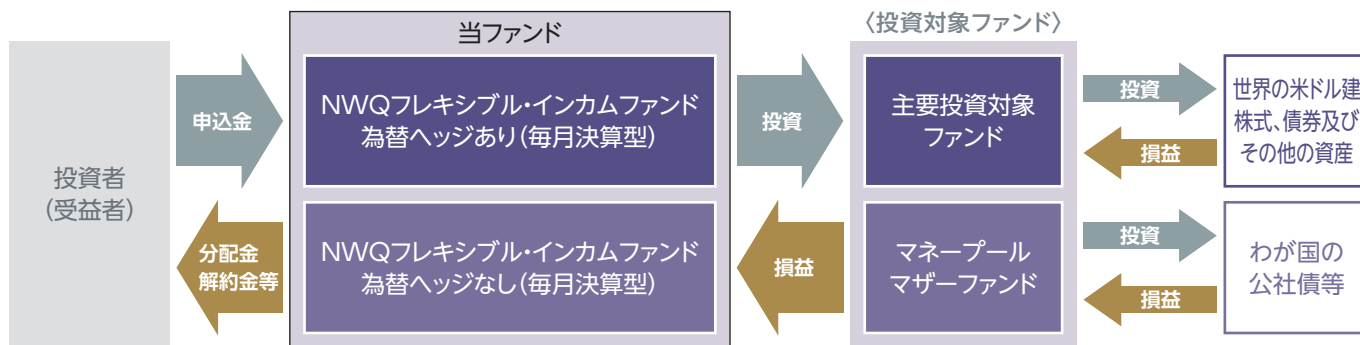 当ファンド
〈投資対象ファンド〉
投資者
(受益者)
申込金
分配金
解約金等
NWQフレキシブル・インカムファンド
為替ヘッジあり(毎月決算型)
NWQフレキシブル・インカムファンド
為替ヘッジなし(毎月決算型)
投資
損益
主要投資対象
ファンド
マネープール
マザーファンド
投資
損益
投資
損益
世界の米ドル建
株式、債券及び
その他の資産
わが国の
公社債等